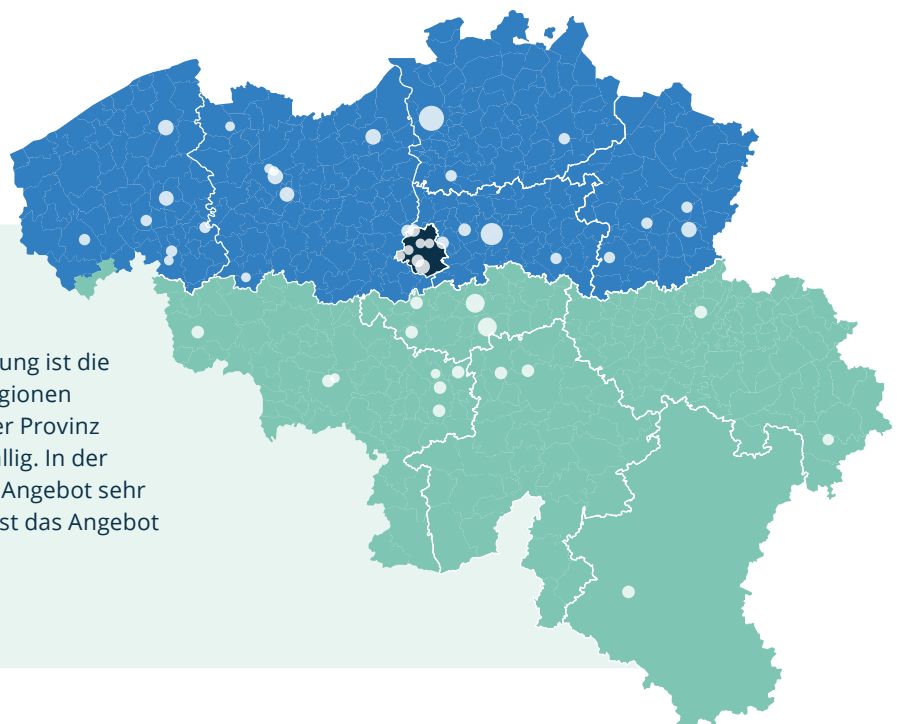 ung ist die
gionen
er Provinz
llig. In der
Angebot sehr
st das Angebot